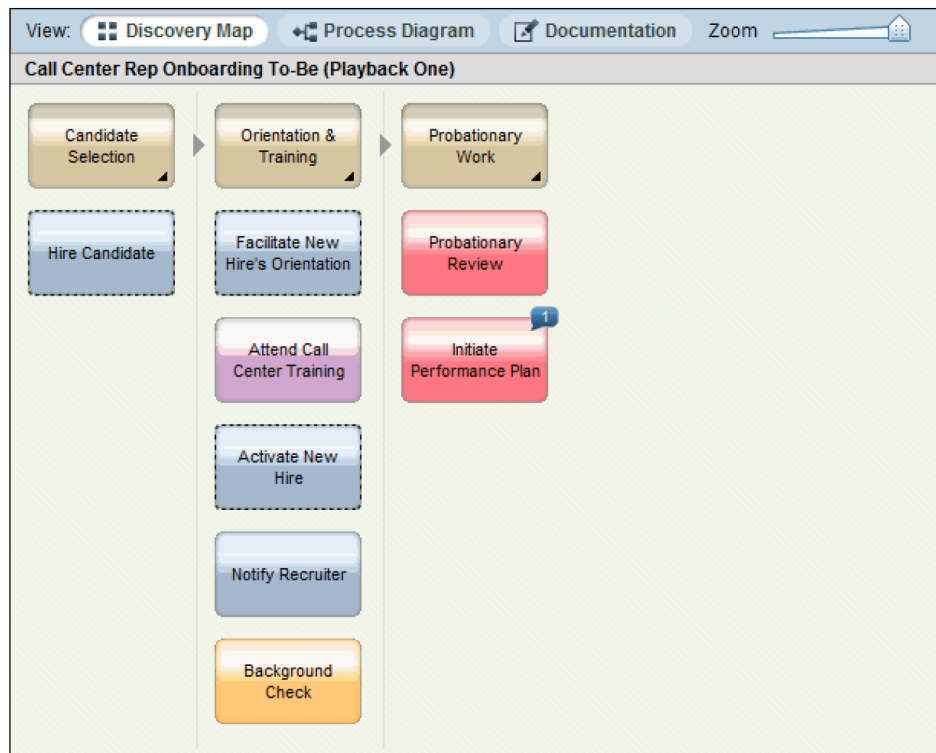 View: Discovery Map Process Diagram Documentation Zoom
Call Center Rep Onboarding To-Be (Playback One)
Candidate
Selection
Orientation &
Training
Probationary
Work
Hire Candidate
Facilitate New
Hire's Orientation
Probationary
Review
Attend Call
Center Training
1
Initiate
Performance Plan
Activate New
Hire
Notify Recruiter
Background
Check